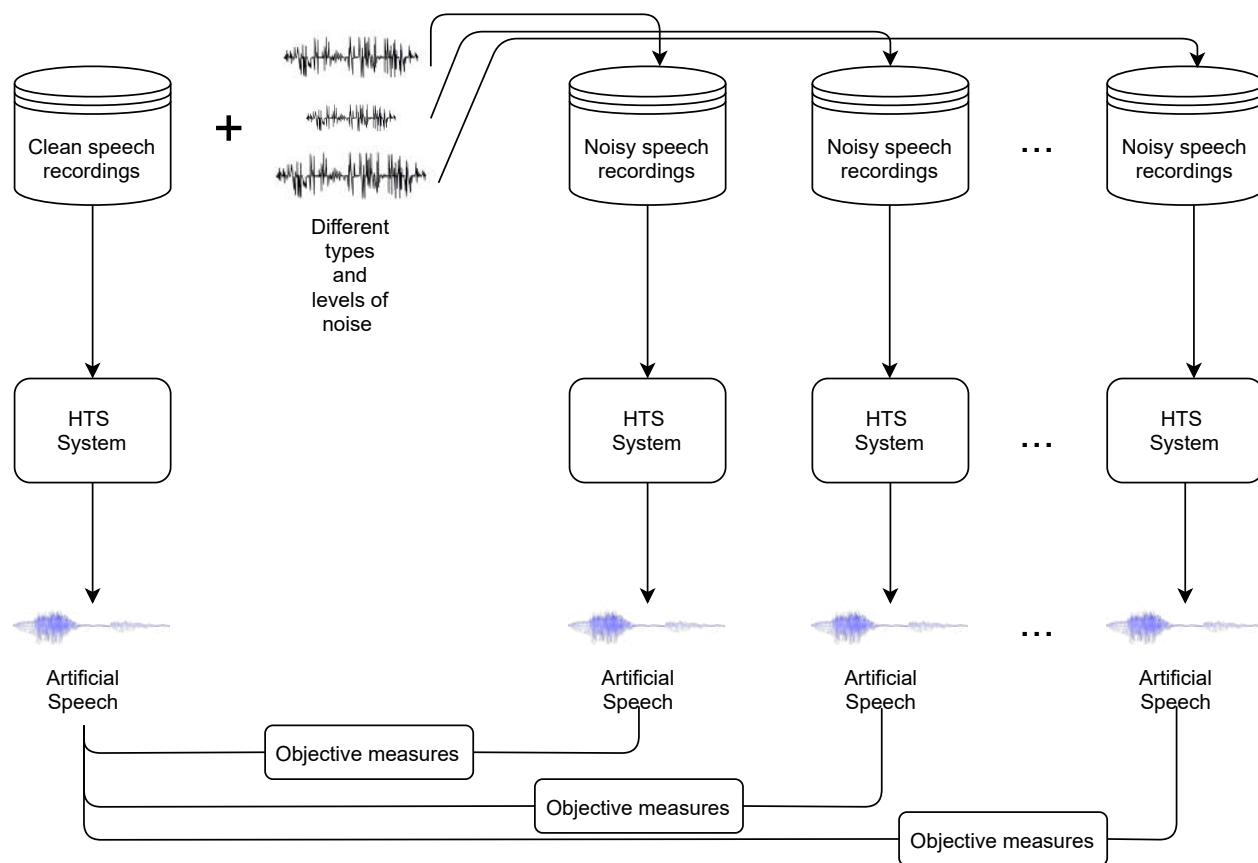 Clean speech
recordings
+
Different
types
and
levels of
noise
Noisy speech
recordings
Noisy speech
recordings
...
Noisy speech
recordings
HTS
System
HTS
System
HTS
System
...
HTS
System
...
Artificial
Speech
Artificial
Speech
Artificial
Speech
Artificial
Speech
Objective measures
Objective measures
Objective measures